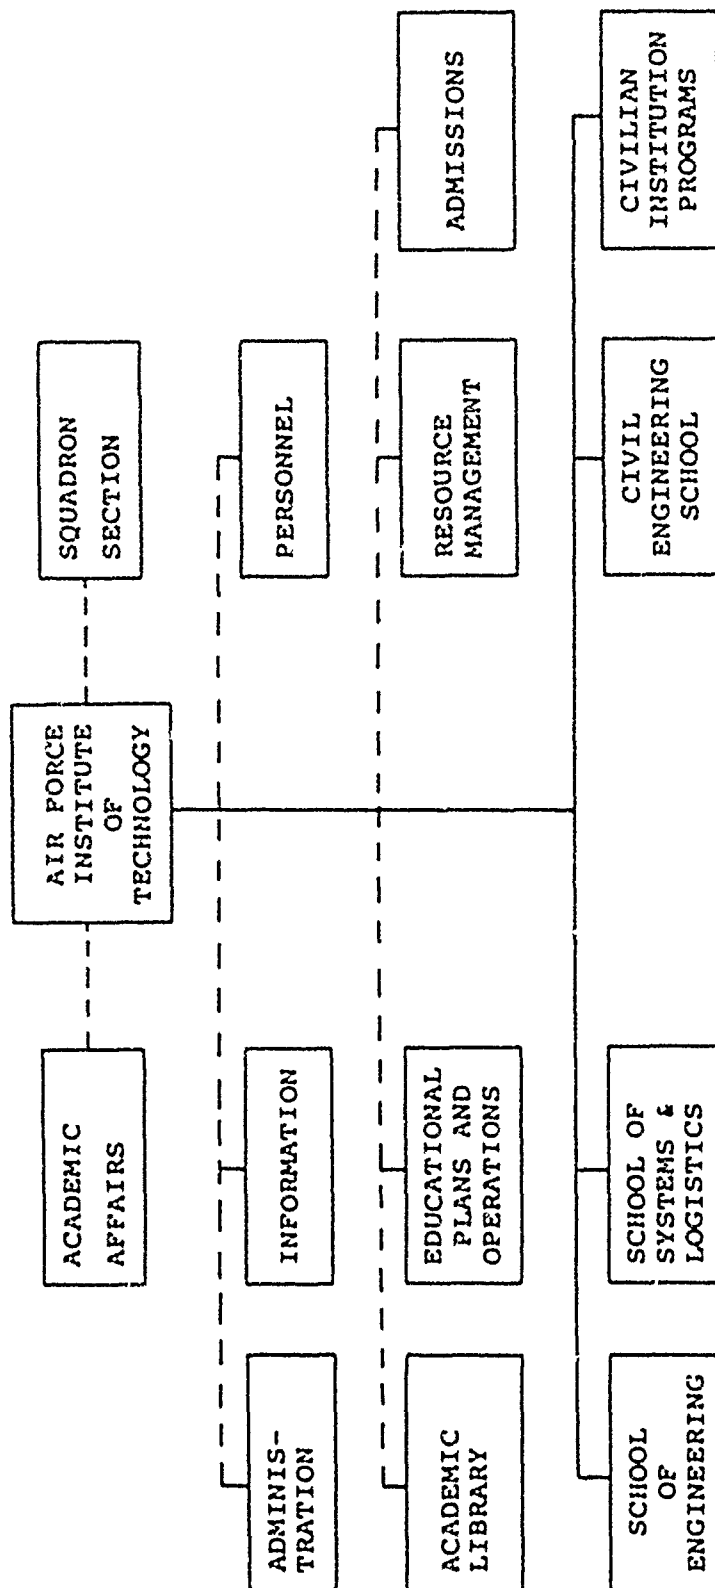 ACADEMIC
AFFAIRS
AIR FORCE
INSTITUTE
OF
TECHNOLOGY
SQUADRON
SECTION
ADMINIS-
TRATION
INFORMATION
PERSONNEL
ACADEMIC
LIBRARY
EDUCATIONAL
PLANS AND
OPERATIONS
RESOURCE
MANAGEMENT
ADMISSIONS
SCHOOL
OF
ENGINEERING
SCHOOL OF
SYSTEMS &
LOGISTICS
CIVIL
ENGINEERING
SCHOOL
CIVILIAN
INSTITUTION
PROGRAMS